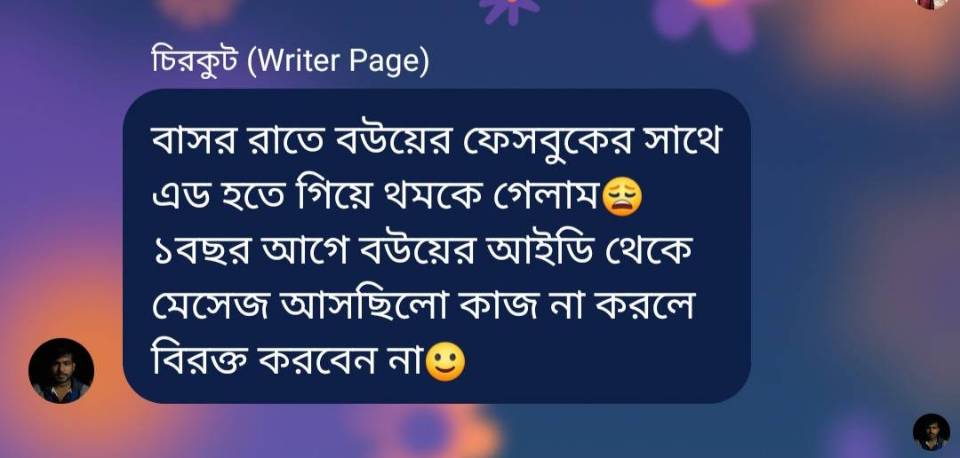 চিরকুট (Writer Page)
বাসর রাতে বউয়ের ফেসবুকের সাথে
এড হতে গিয়ে থমকে গেলাম😩
১বছর আগে বউয়ের আইডি থেকে
মেসেজ আসছিলো কাজ না করলে
বিরক্ত করবেন না🙂